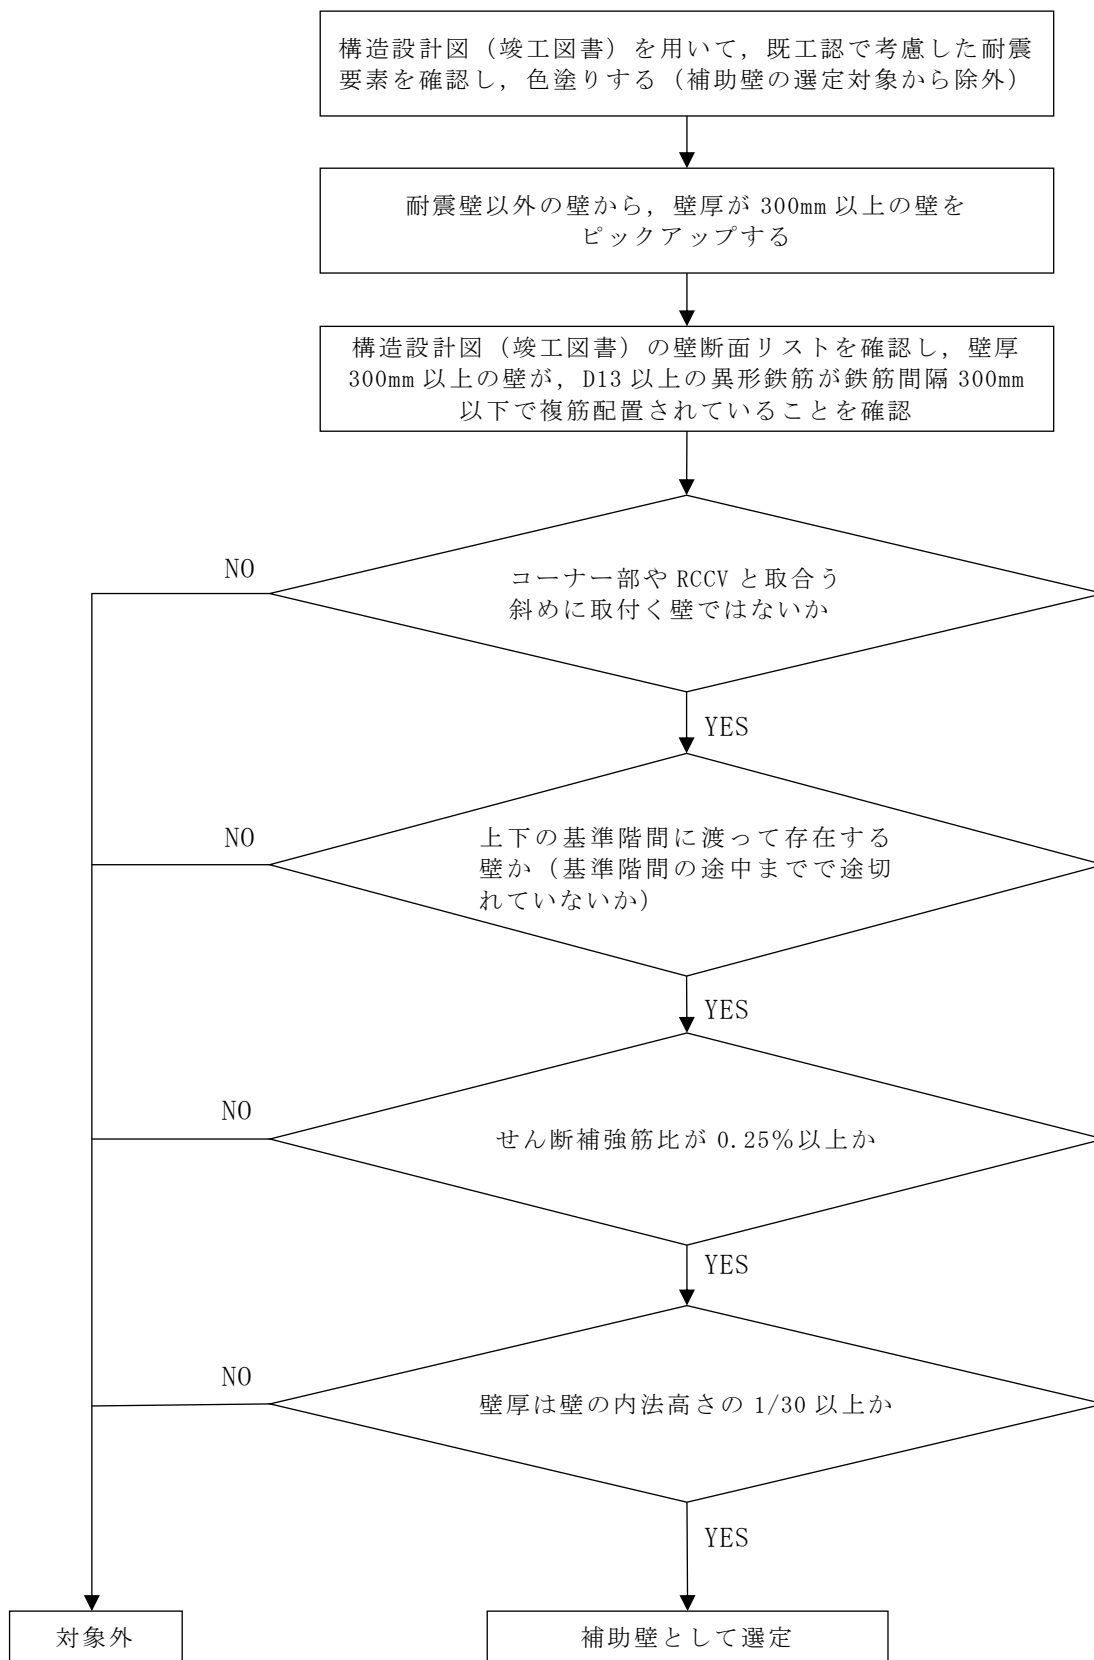 構造設計図（竣工図書）を用いて，既工認で考慮した耐震
要素を確認し，色塗りする（補助壁の選定対象から除外）
耐震壁以外の壁から，壁厚が 300mm 以上の壁を
ピックアップする
構造設計図（竣工図書）の壁断面リストを確認し，壁厚
300mm 以上の壁が，D13 以上の異形鉄筋が鉄筋間隔 300mm
以下で複筋配置されていることを確認
NO
コーナー部や RCCV と取合う
斜めに取付く壁ではないか
YES
NO
上下の基準階間に渡って存在する
壁か（基準階間の途中までで途切
れていないか）
YES
NO
せん断補強筋比が 0.25％以上か
YES
NO
壁厚は壁の内法高さの 1/30 以上か
YES
対象外
補助壁として選定